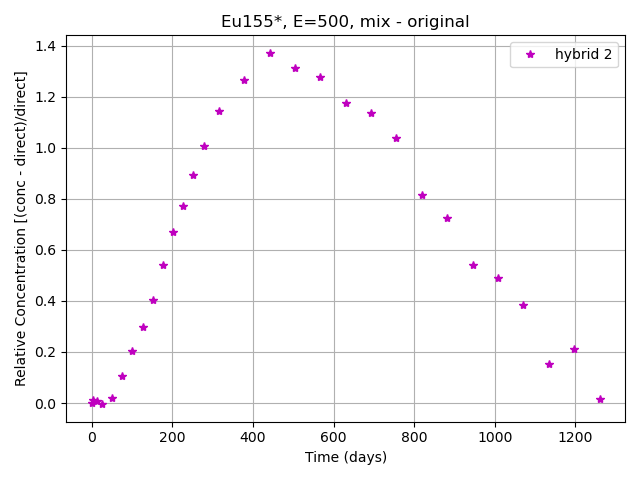 Eu155*, E=500, mix - original
hybrid 2
Relative Concentration [(conc - direct)/direct]
1.4
1.2
1.0
0.8
0.6
0.4
0.2
0.0
0 200 400 600 800 1000 1200
Time (days)